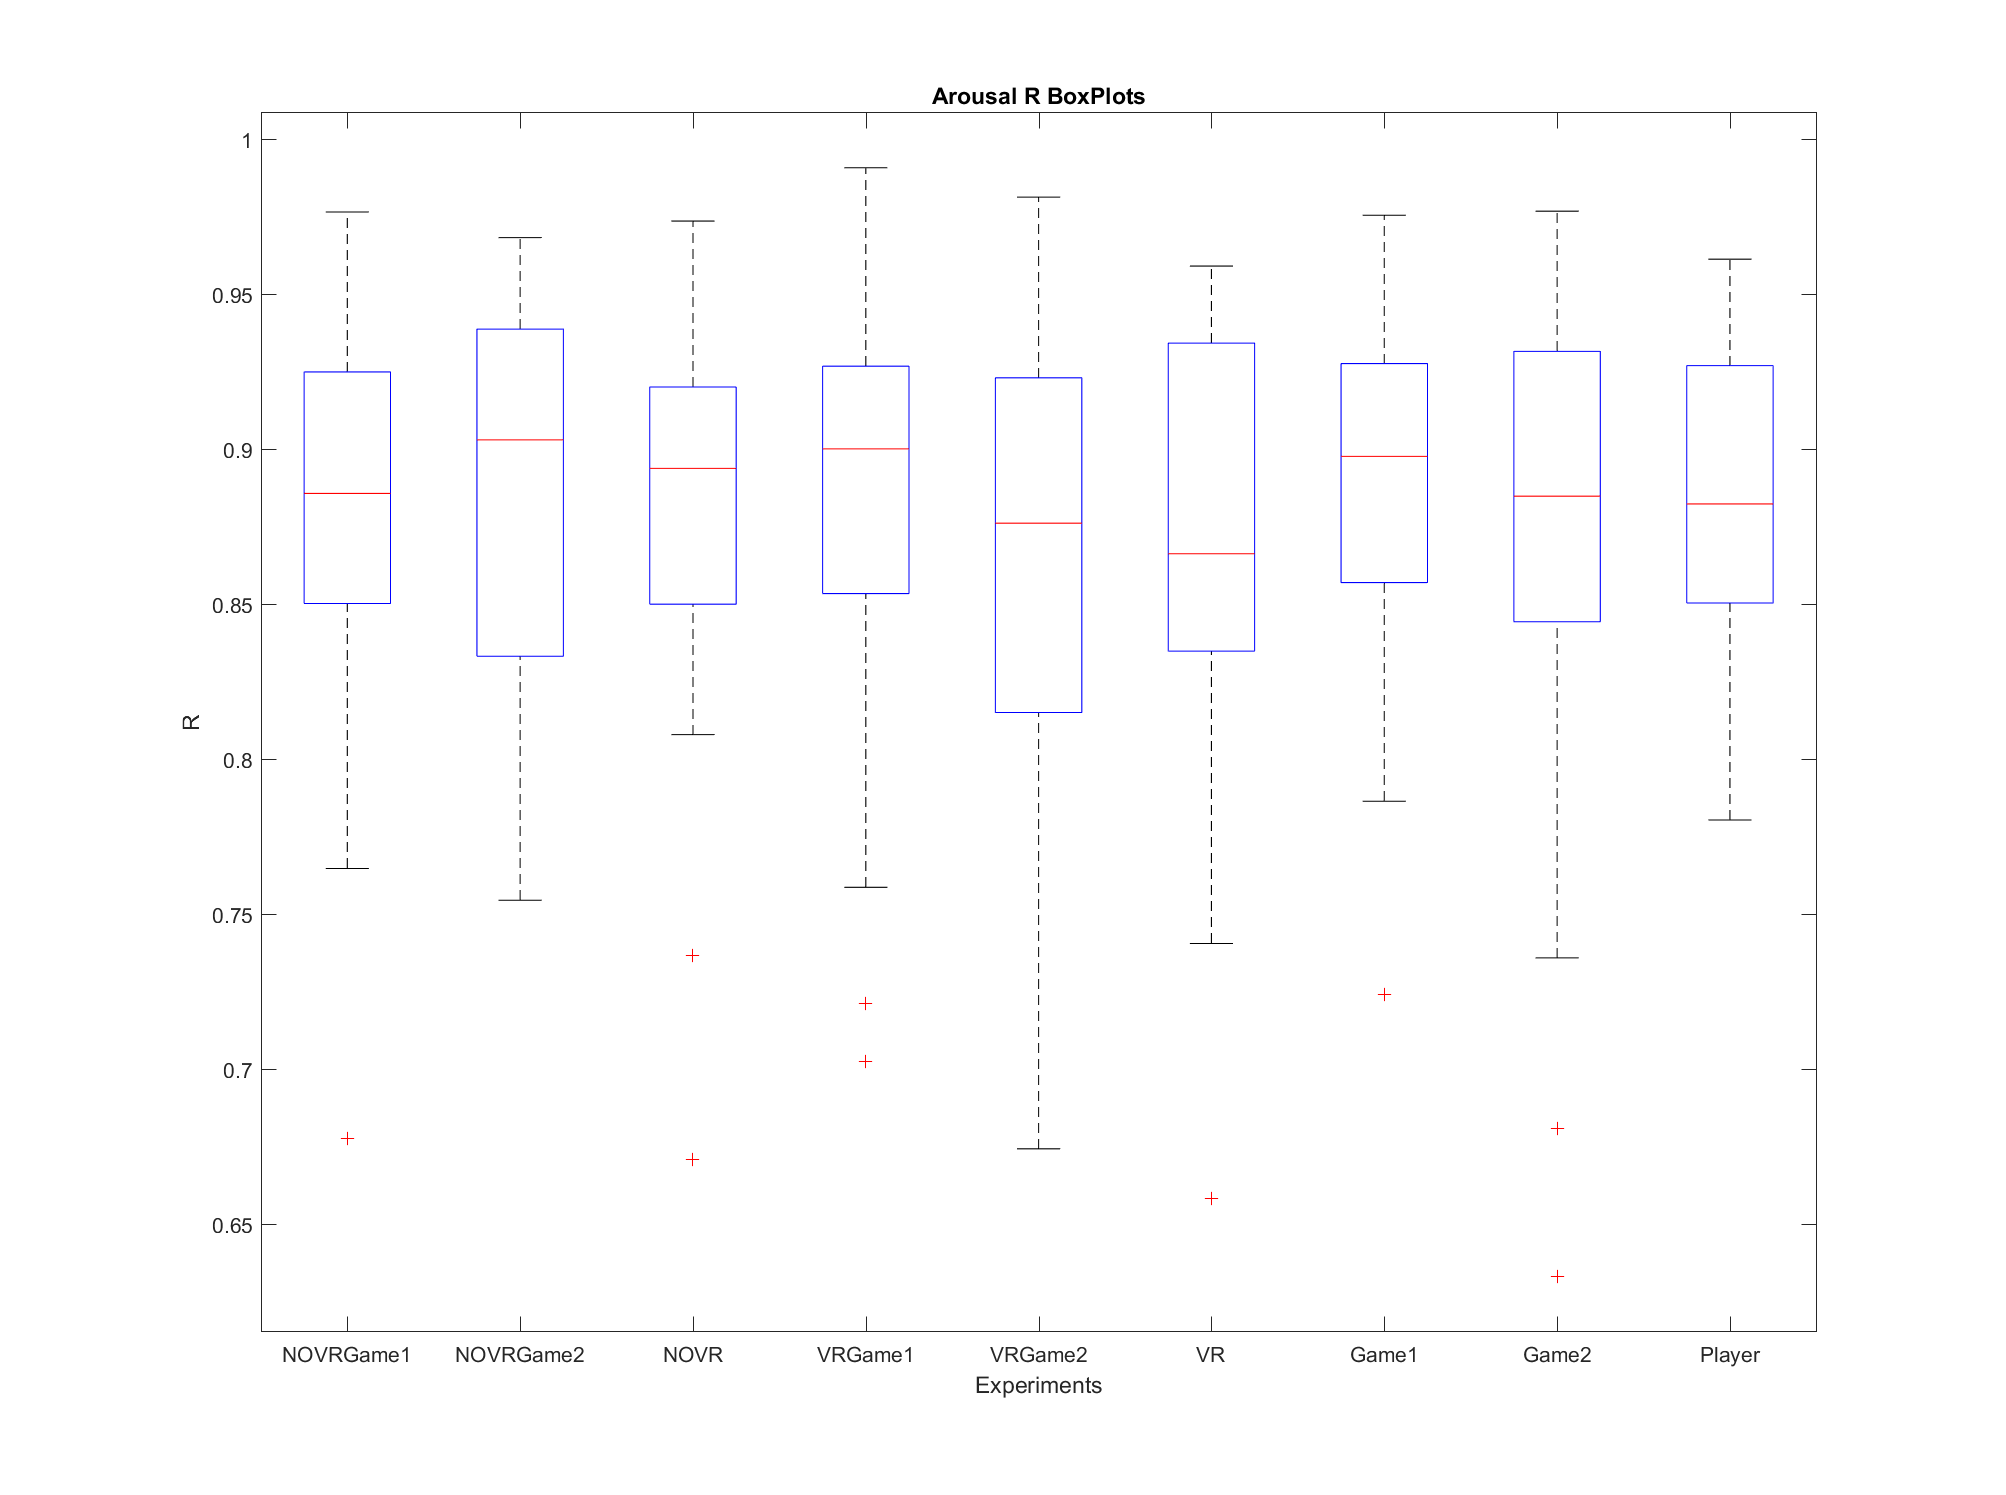 Arousal R BoxPlots
1
0.95
0.9
0.85
0.8
0.75
0.7
0.65
R
NOVRGame1 NOVRGame2 NOVR VRGame1 VRGame2 VR Game1 Game2 Player
Experiments